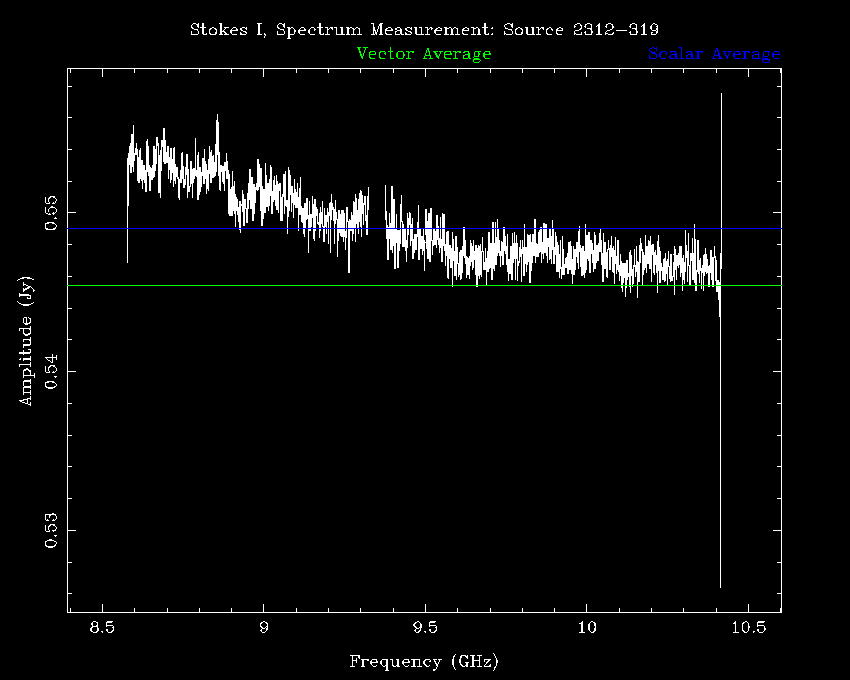 Stokes I, Spectrum Measurement: Source 2312−319
Vector Average Scalar Average
0.55
0.54
0.53
Amplitude (Jy)
8.5 9 9.5 10 10.5
Frequency (GHz)